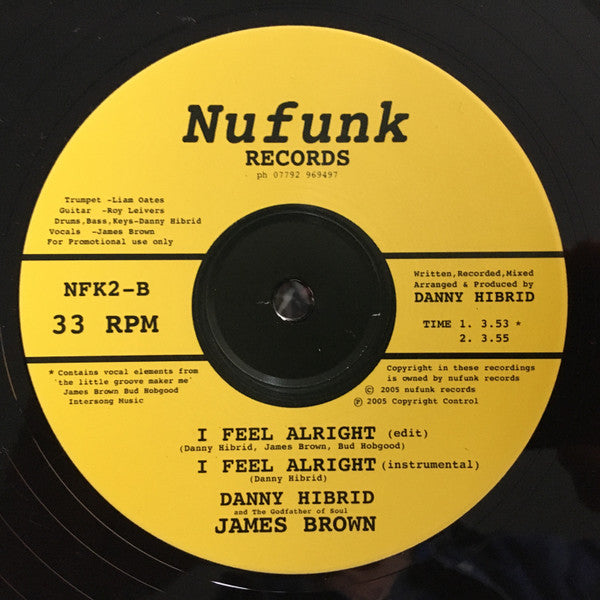 Nufunk
RECORDS
ph 07792 969497
Trumpet -Liam Oates
Guitar -Roy Leivers
Drums,Bass,Keys-Danny Hibrid
Vocals -James Brown
For Promotional use only
NFK2-B
33 RPM
Written,Recorded,Mixed
Arranged & Produced by
DANNY HIBRID
TIME 1. 3.53 *
2. 3.55
* Contains vocal elements from
'the little groove maker me'
James Brown Bud Hobgood
Intersong Music
Copyright in these recordings
is owned by nufunk records
© 2005 nufunk records
℗ 2005 Copyright Control
I FEEL ALRIGHT (edit)
(Danny Hibrid, James Brown, Bud Hobgood)
I FEEL ALRIGHT (instrumental)
(Danny Hibrid)
DANNY HIBRID
and The Godfather of Soul
JAMES BROWN